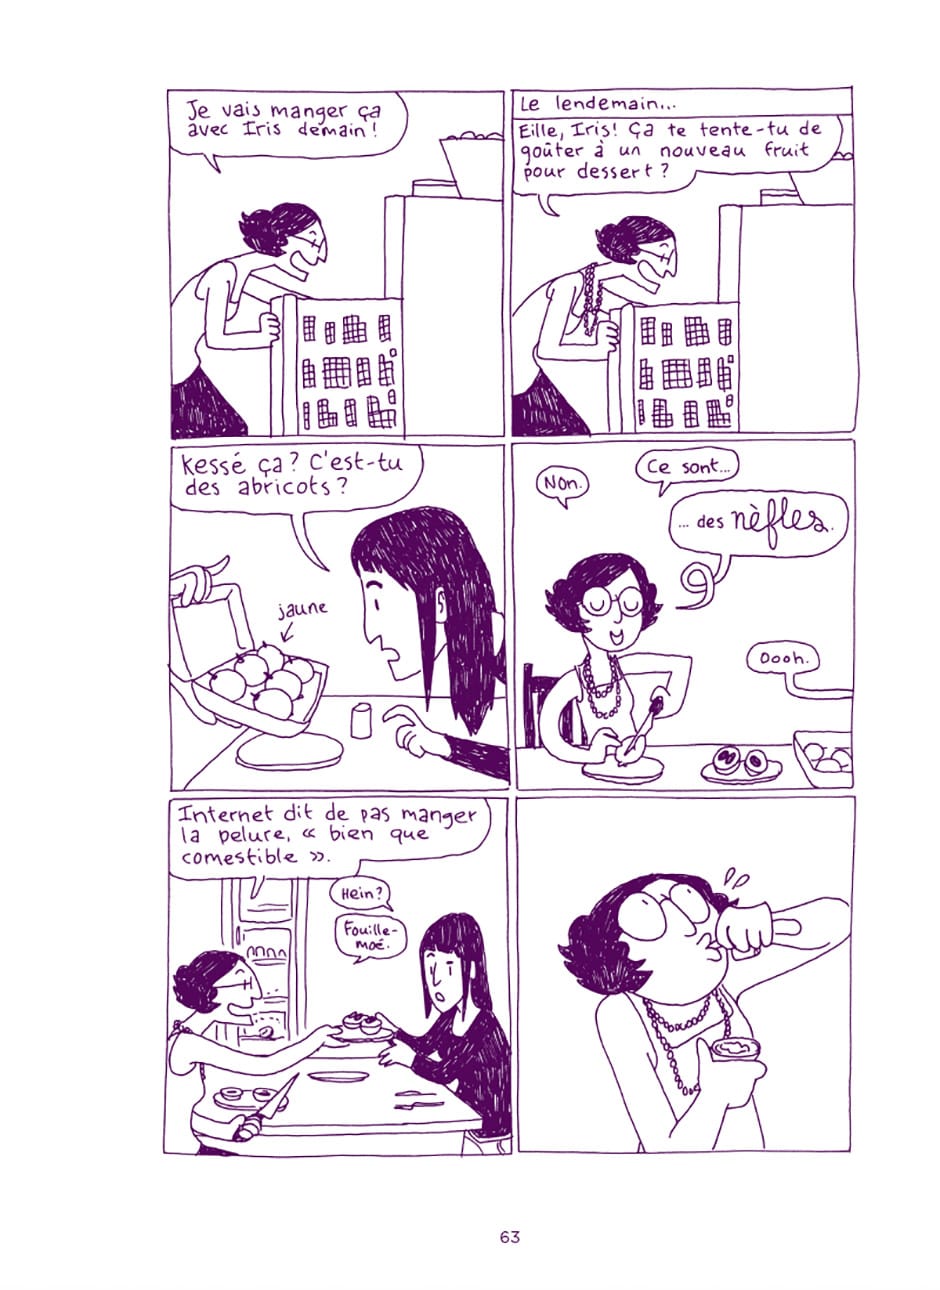 Je vais manger ça
avec Iris demain!
Le lendemain...
Eille, Iris! Ça te tente-tu de
goûter à un nouveau fruit
pour dessert?
Kessé ça? C'est-tu
des abricots?
jaune
Non.
Ce sont...
... des nèfles.
Oooh.
Internet dit de pas manger
la pelure, « bien que
comestible ».
Hein?
Fouille-
moé.
63